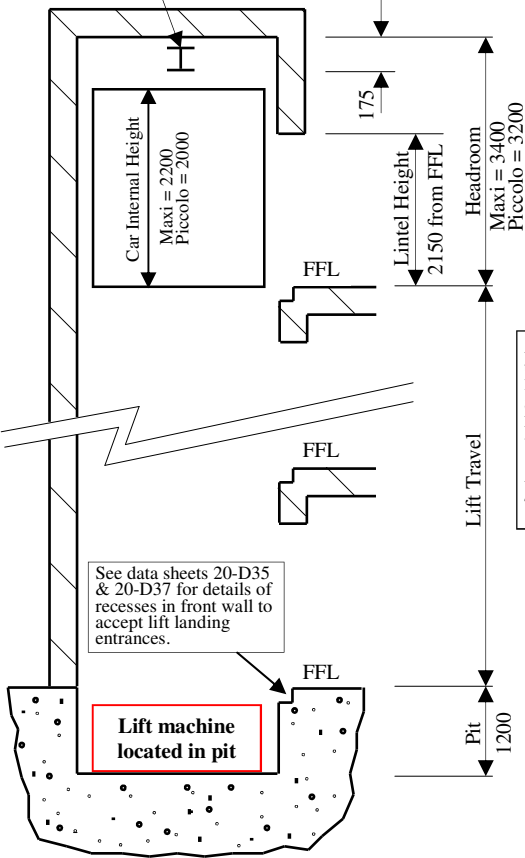 175
Car Internal Height
Maxi = 2200
Piccolo = 2000
Lintel Height
2150 from FFL
Headroom
Maxi = 3400
Piccolo = 3200
FFL
FFL
Lift Travel
See data sheets 20-D35
& 20-D37 for details of
recesses in front wall to
accept lift landing
entrances.
FFL
Lift machine
located in pit
Pit
1200